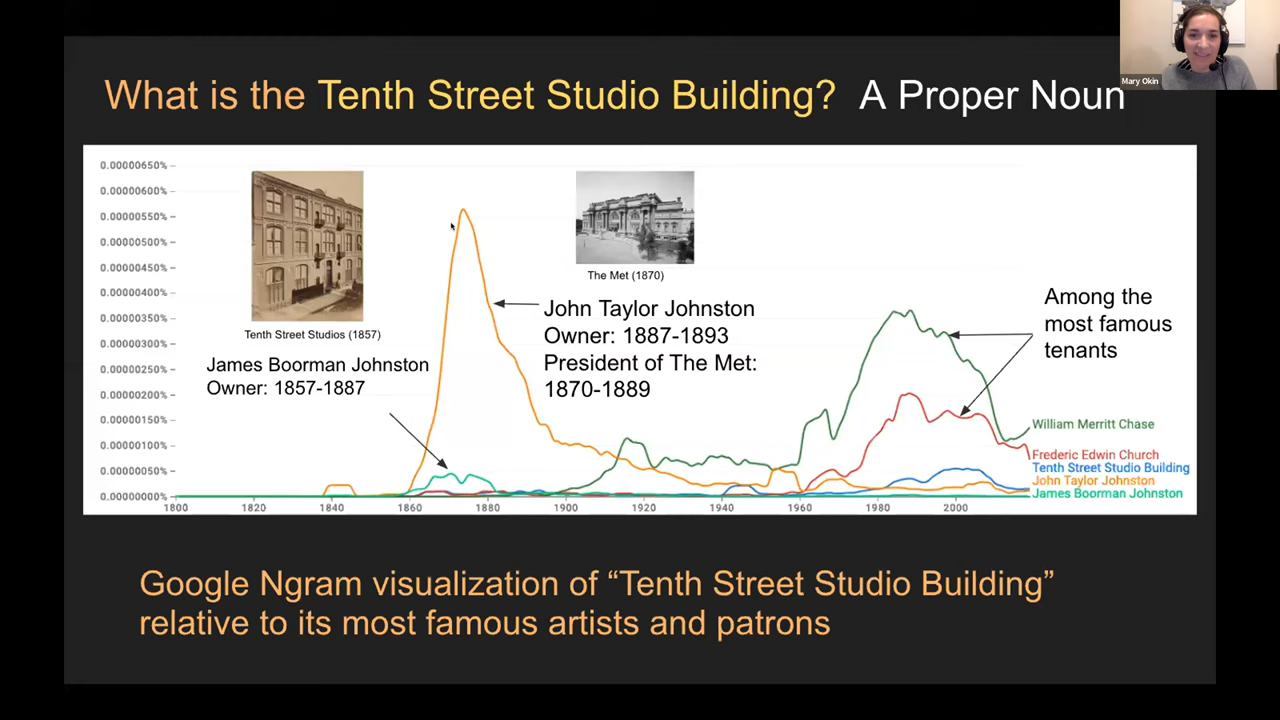 Mary Okin
What is the Tenth Street Studio Building? A Proper Noun
0.00000650%
0.00000600%
0.00000550%
0.00000500%
0.00000450%
0.00000400%
0.00000350%
0.00000300%
0.00000250%
0.00000200%
0.00000150%
0.00000100%
0.00000050%
0.00000000%
Tenth Street Studios (1857)
James Boorman Johnston
Owner: 1857-1887
The Met (1870)
John Taylor Johnston
Owner: 1887-1893
President of The Met:
1870-1889
Among the
most famous
tenants
William Merritt Chase
Frederic Edwin Church
Tenth Street Studio Building
John Taylor Johnston
James Boorman Johnston
1800 1820 1840 1860 1880 1900 1920 1940 1960 1980 2000
Google Ngram visualization of “Tenth Street Studio Building”
relative to its most famous artists and patrons